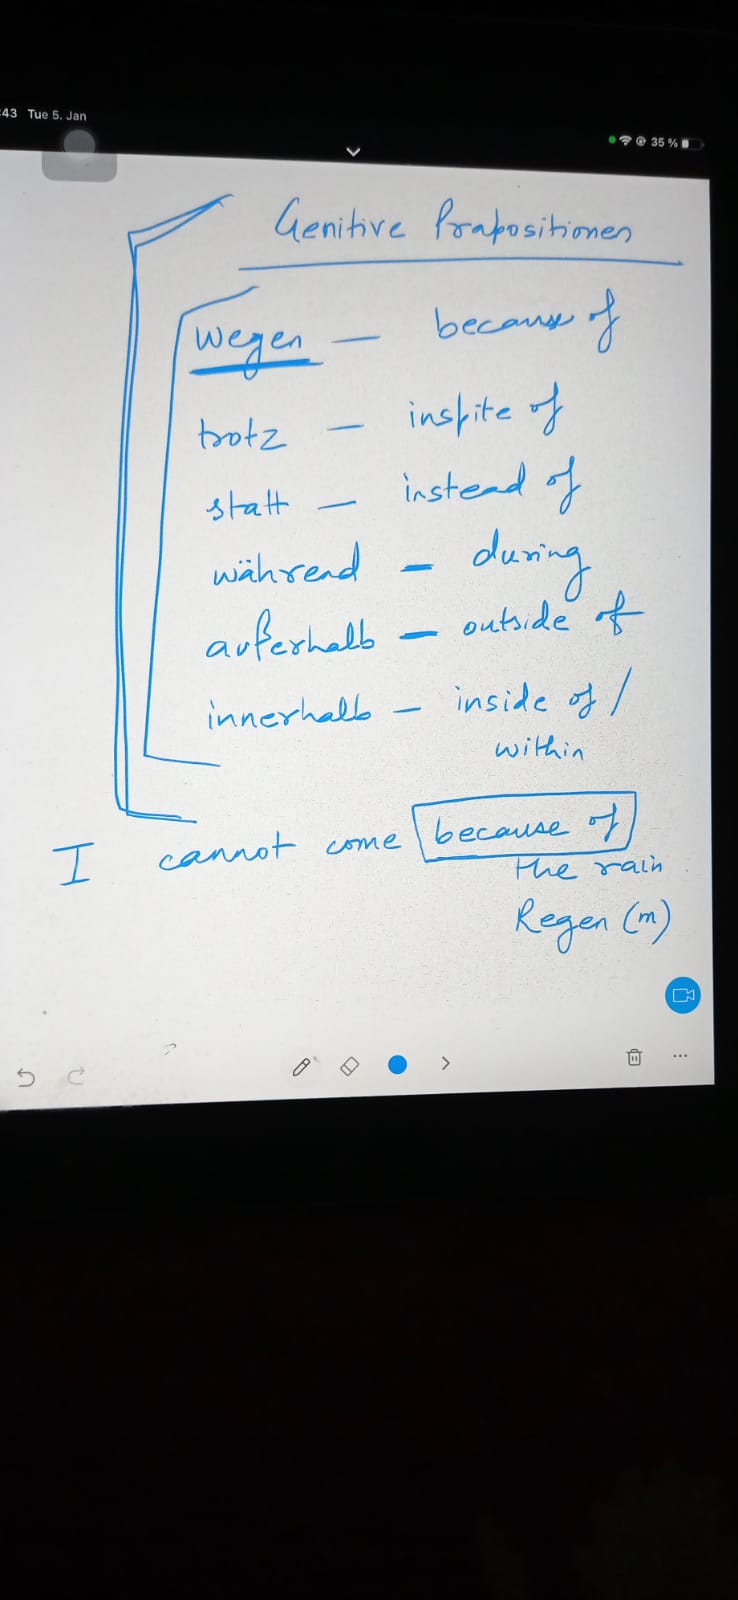 :43 Tue 5. Jan
35 %
Genitive Präpositionen
wegen — because of
trotz — inspite of
statt — instead of
während — during
außerhalb — outside of
innerhalb — inside of /
within
I cannot come because of
the rain
Regen (m)